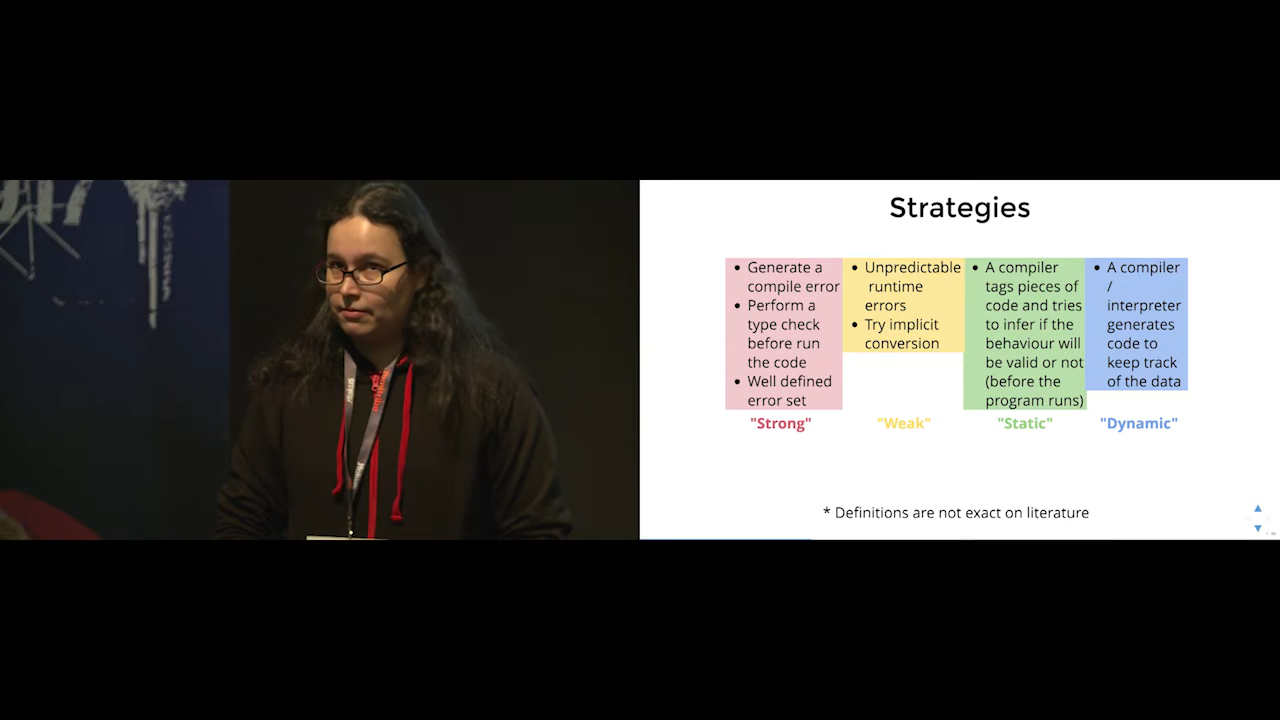 Strategies
• Generate a
compile error
• Perform a
type check
before run
the code
• Well defined
error set
"Strong"
• Unpredictable
runtime
errors
• Try implicit
conversion
"Weak"
• A compiler
tags pieces of
code and tries
to infer if the
behaviour will
be valid or not
(before the
program runs)
"Static"
• A compiler
/
interpreter
generates
code to
keep track
of the data
"Dynamic"
* Definitions are not exact on literature